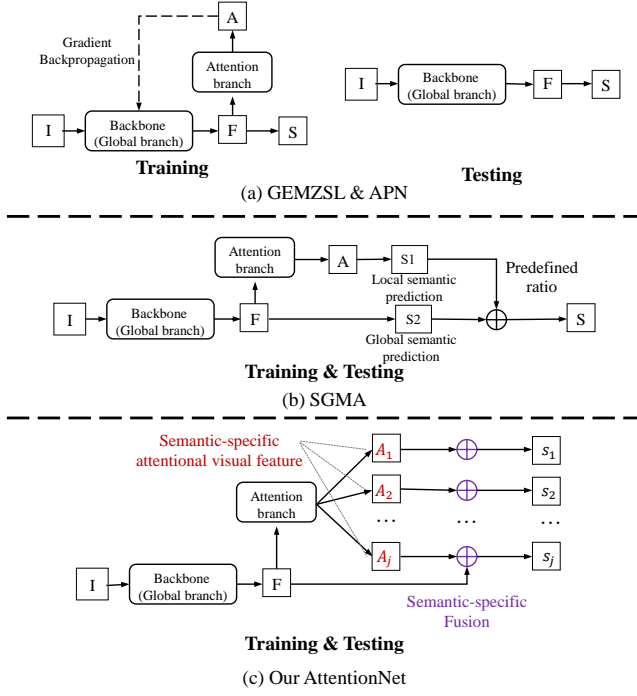 A
Gradient
Backpropagation
Attention
branch
I
Backbone
(Global branch)
F
S
Training
I
Backbone
(Global branch)
F
S
Testing
(a) GEMZSL & APN
Attention
branch
A
S1
Local semantic
prediction
Predefined
ratio
I
Backbone
(Global branch)
F
S2
Global semantic
prediction
S
Training & Testing
(b) SGMA
Semantic-specific
attentional visual feature
A₁
s₁
Attention
branch
A₂
s₂
... ... ...
Aⱼ
sⱼ
I
Backbone
(Global branch)
F
Semantic-specific
Fusion
Training & Testing
(c) Our AttentionNet